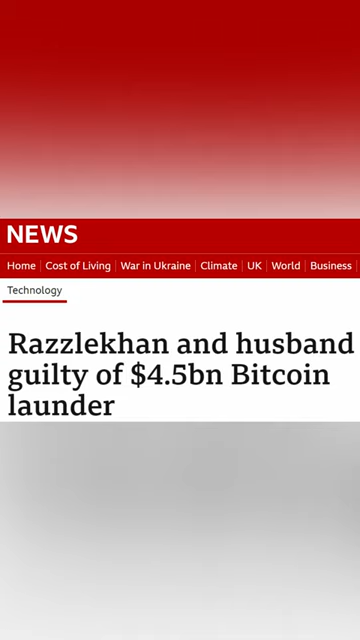 NEWS
Home Cost of Living War in Ukraine Climate UK World Business
Technology
Razzlekhan and husband
guilty of $4.5bn Bitcoin
launder